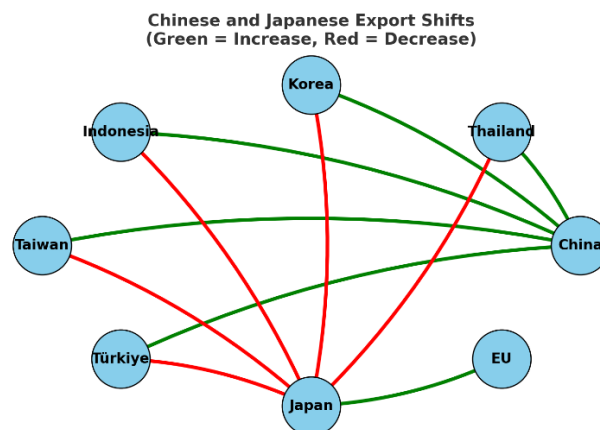 Chinese and Japanese Export Shifts
(Green = Increase, Red = Decrease)
Korea
Indonesia
Thailand
Taiwan
China
Türkiye
EU
Japan